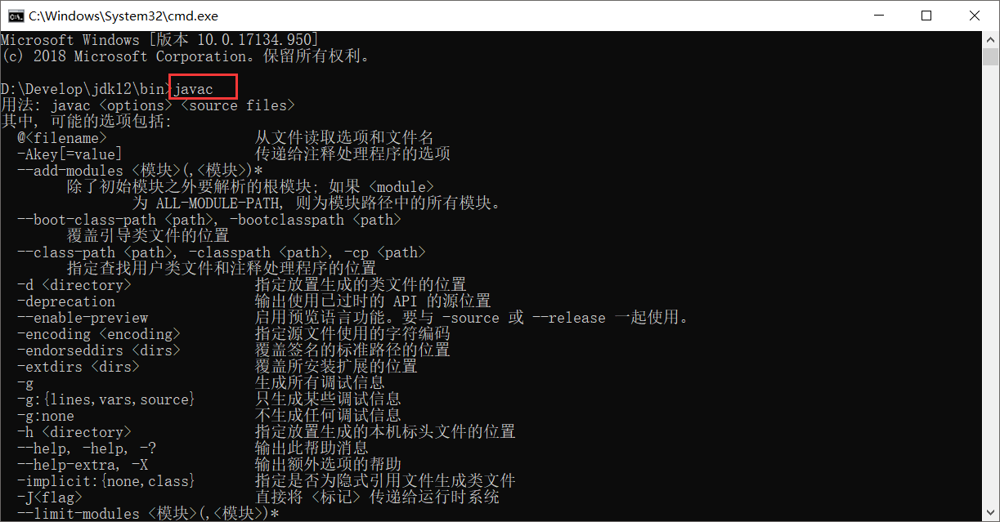 C:\Windows\System32\cmd.exe
Microsoft Windows [版本 10.0.17134.950]
(c) 2018 Microsoft Corporation。保留所有权利。
D:\Develop\jdk12\bin>javac
用法: javac <options> <source files>
其中, 可能的选项包括:
@<filename> 从文件读取选项和文件名
-Akey[=value] 传递给注释处理程序的选项
--add-modules <模块>(,<模块>)*
除了初始模块之外要解析的根模块; 如果 <module>
为 ALL-MODULE-PATH, 则为模块路径中的所有模块。
--boot-class-path <path>, -bootclasspath <path>
覆盖引导类文件的位置
--class-path <path>, -classpath <path>, -cp <path>
指定查找用户类文件和注释处理程序的位置
-d <directory> 指定放置生成的类文件的位置
-deprecation 输出使用已过时的 API 的源位置
--enable-preview 启用预览语言功能。要与 -source 或 --release 一起使用。
-encoding <encoding> 指定源文件使用的字符编码
-endorseddirs <dirs> 覆盖签名的标准路径的位置
-extdirs <dirs> 覆盖所安装扩展的位置
-g 生成所有调试信息
-g:{lines,vars,source} 只生成某些调试信息
-g:none 不生成任何调试信息
-h <directory> 指定放置生成的本机标头文件的位置
--help, -help, -? 输出此帮助消息
--help-extra, -X 输出额外选项的帮助
-implicit:{none,class} 指定是否为隐式引用文件生成类文件
-J<flag> 直接将 <标记> 传递给运行时系统
--limit-modules <模块>(,<模块>)*